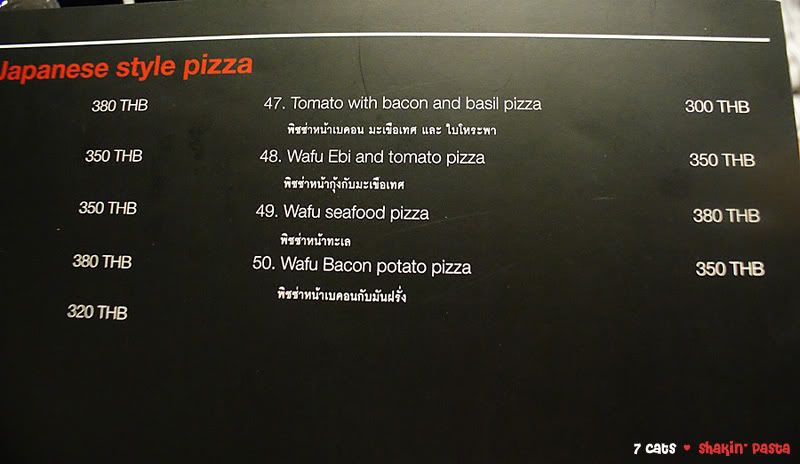 Japanese style pizza
380 THB
350 THB
350 THB
380 THB
320 THB
47. Tomato with bacon and basil pizza 300 THB
พิซซ่าหน้าเบคอน มะเขือเทศ และ ใบโหระพา
48. Wafu Ebi and tomato pizza 350 THB
พิซซ่าหน้ากุ้งกับมะเขือเทศ
49. Wafu seafood pizza 380 THB
พิซซ่าหน้าทะเล
50. Wafu Bacon potato pizza 350 THB
พิซซ่าหน้าเบคอนกับมันฝรั่ง
7 cats ♥ shakin' pasta